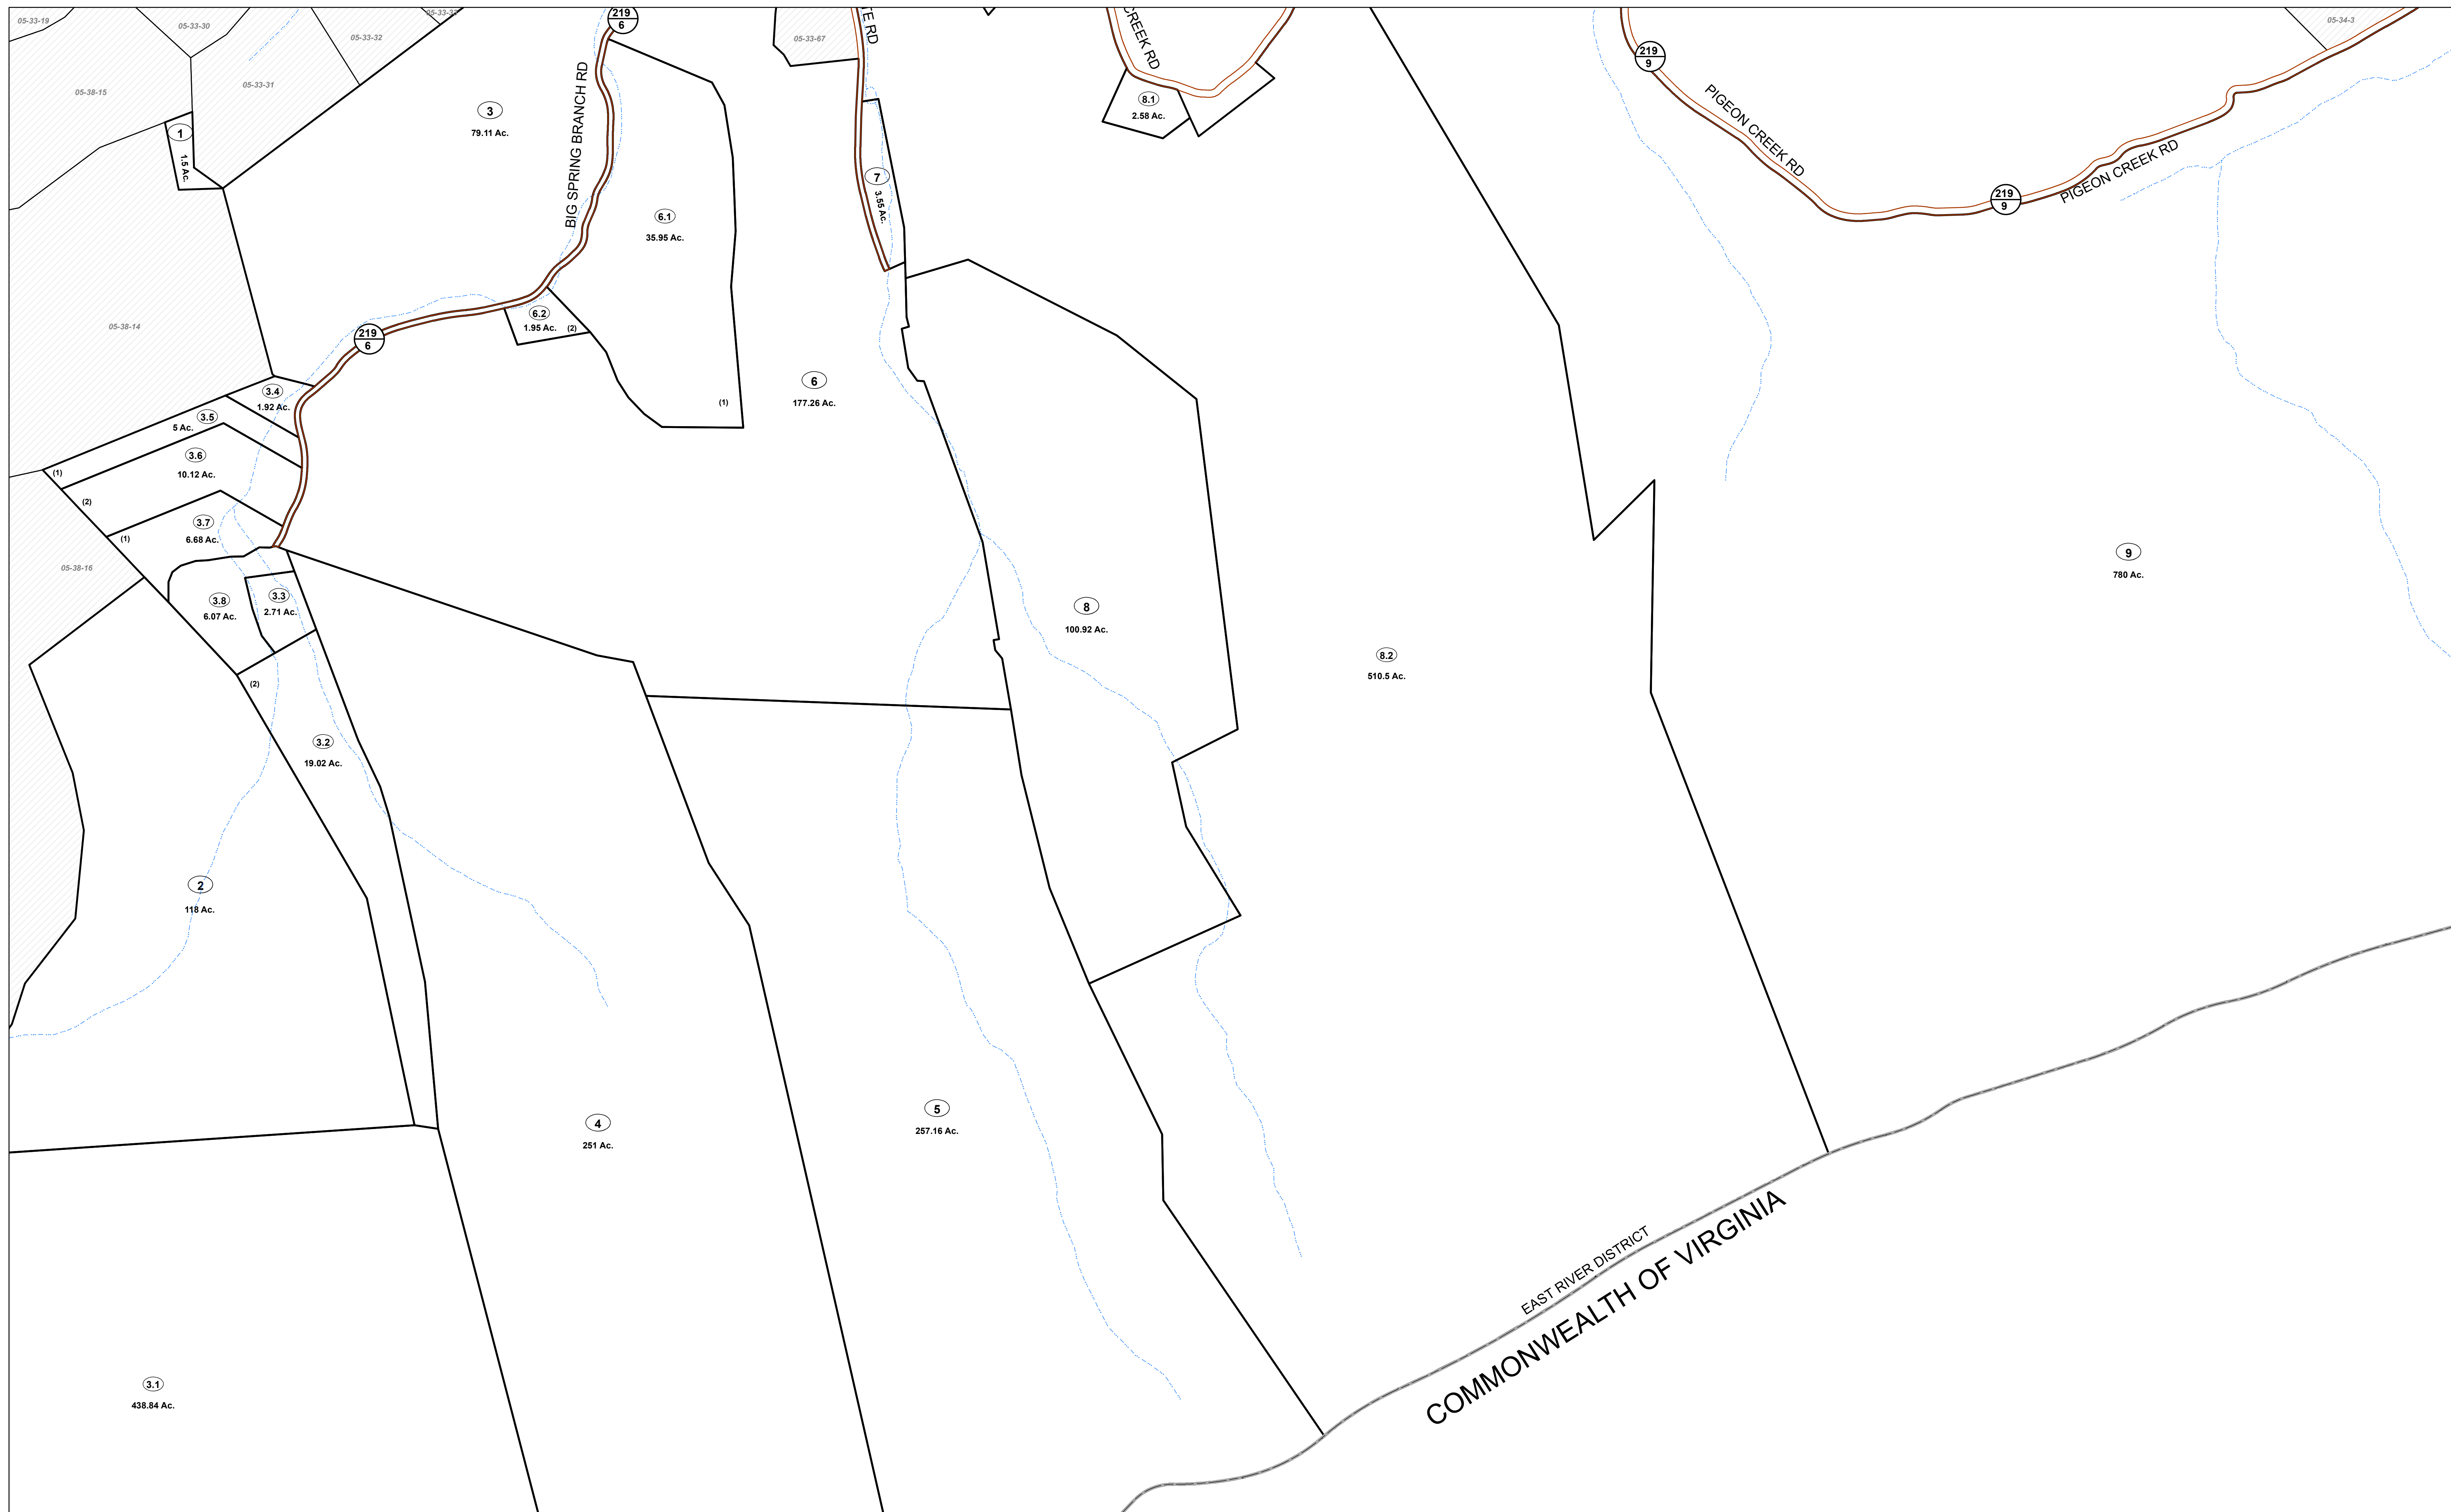 05-33-19
05-33-30
05-33-32
05-33-31
05-38-15
05-33-67
05-34-3
219
6
CREEK RD
219
9
PIGEON CREEK RD
PIGEON CREEK RD
219
9
1
1.5 Ac.
3
79.11 Ac.
BIG SPRING BRANCH RD
8.1
2.58 Ac.
7
3.55 Ac.
6.1
35.95 Ac.
05-38-14
219
6
6.2
1.95 Ac.
(2)
6
177.26 Ac.
(1)
3.4
1.92 Ac.
3.5
5 Ac.
3.6
10.12 Ac.
(1)
(2)
3.7
6.68 Ac.
(1)
05-38-16
3.8
6.07 Ac.
3.3
2.71 Ac.
(2)
9
780 Ac.
8
100.92 Ac.
8.2
510.5 Ac.
3.2
19.02 Ac.
2
118 Ac.
4
251 Ac.
5
257.16 Ac.
3.1
438.84 Ac.
EAST RIVER DISTRICT
COMMONWEALTH OF VIRGINIA